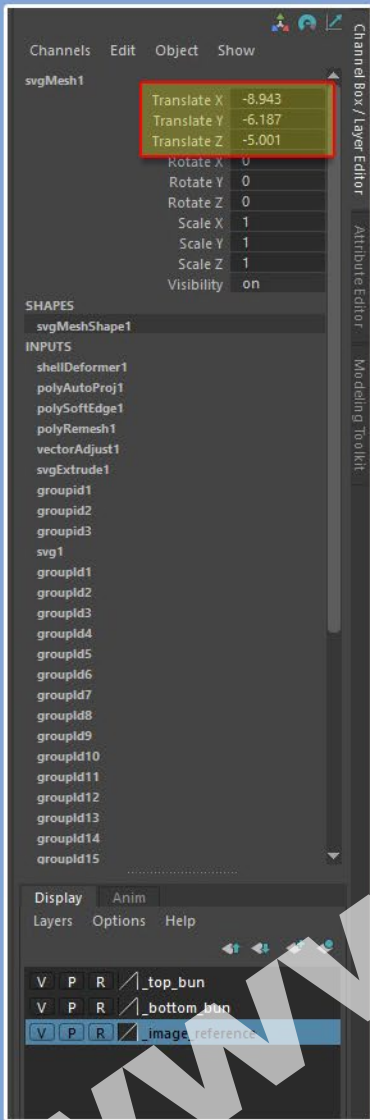 Channels Edit Object Show
svgMesh1
Translate X -8.943
Translate Y -6.187
Translate Z -5.001
Rotate X 0
Rotate Y 0
Rotate Z 0
Scale X 1
Scale Y 1
Scale Z 1
Visibility on
SHAPES
svgMeshShape1
INPUTS
shellDeformer1
polyAutoProj1
polySoftEdge1
polyRemesh1
vectorAdjust1
svgExtrude1
groupid1
groupid2
groupid3
svg1
groupId1
groupId2
groupId3
groupId4
groupId5
groupId6
groupId7
groupId8
groupId9
groupId10
groupId11
groupId12
groupId13
groupId14
groupId15
Display Anim
Layers Options Help
V P R _top_bun
V P R _bottom_bun
V P R _image_reference
Channel Box / Layer Editor
Attribute Editor
Modeling Toolkit
www